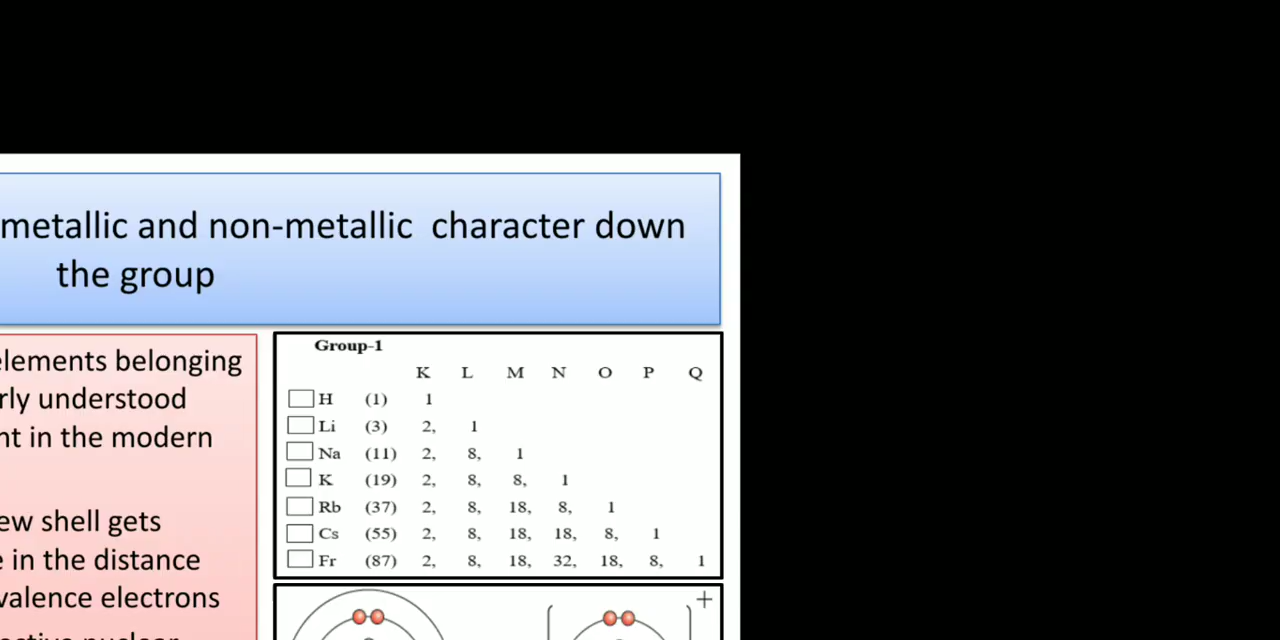 metallic and non-metallic character down
the group
elements belonging
rly understood
nt in the modern
ew shell gets
e in the distance
valence electrons
Group-1
K L M N O P Q
H (1) 1
Li (3) 2, 1
Na (11) 2, 8, 1
K (19) 2, 8, 8, 1
Rb (37) 2, 8, 18, 8, 1
Cs (55) 2, 8, 18, 18, 8, 1
Fr (87) 2, 8, 18, 32, 18, 8, 1
+